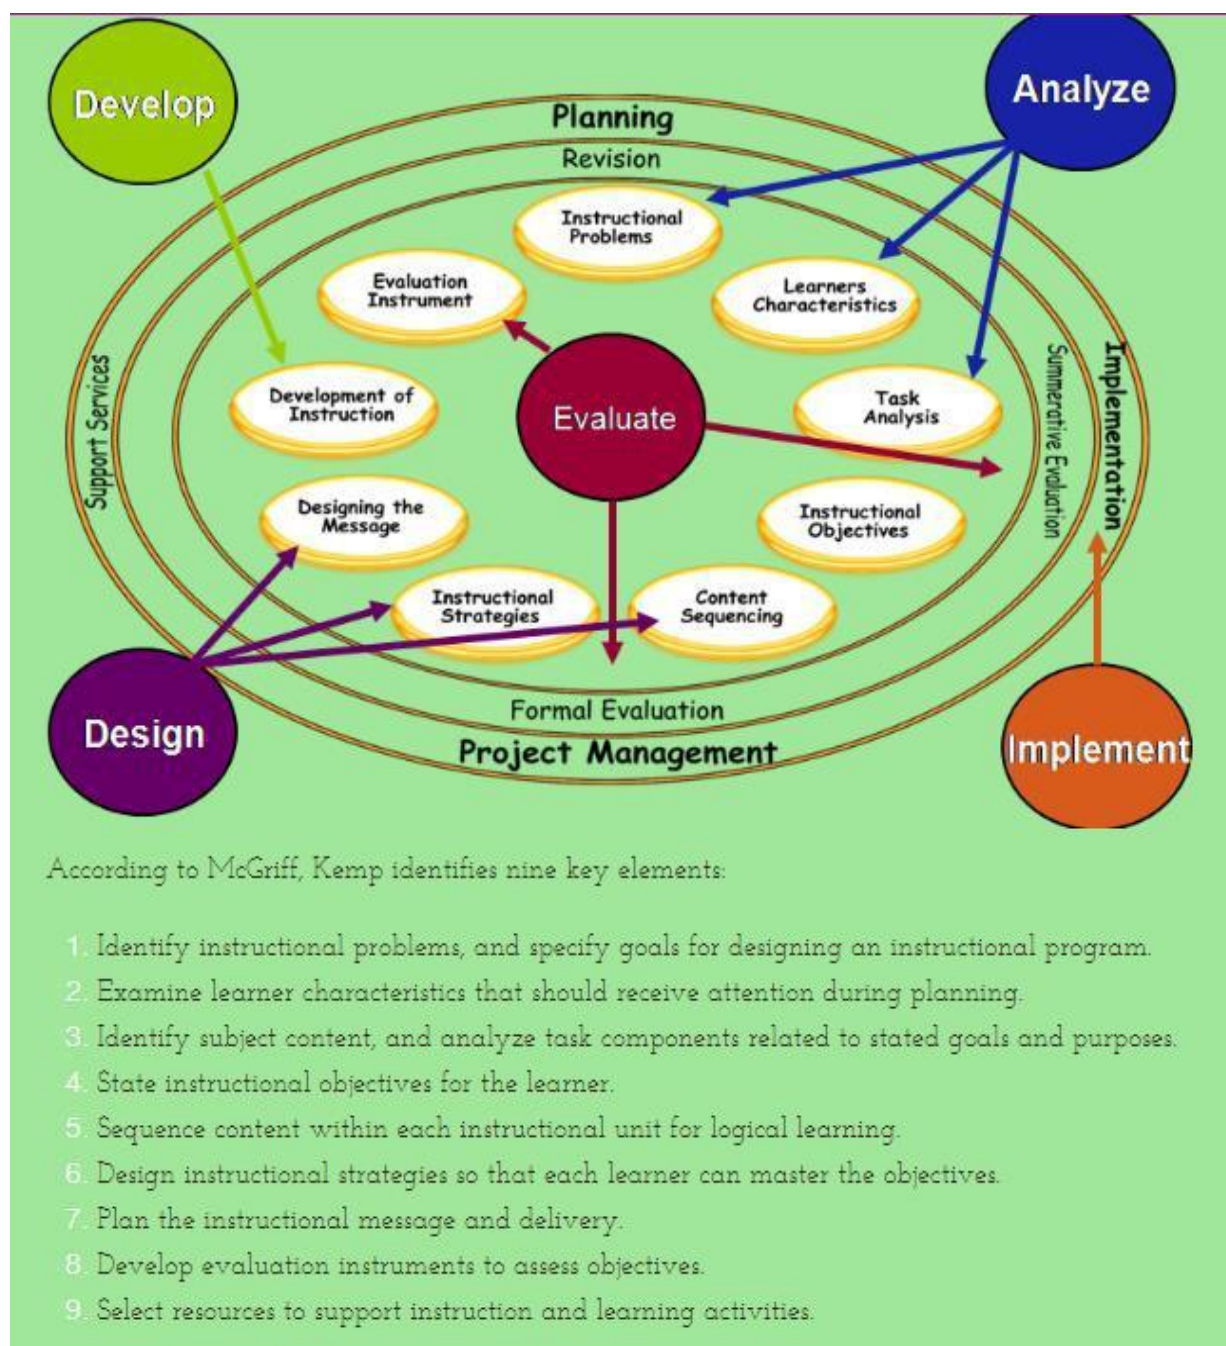 Develop
Analyze
Planning
Revision
Instructional
Problems
Evaluation
Instrument
Learners
Characteristics
Development of
Instruction
Evaluate
Task
Analysis
Support Services
Summerative Evaluation
Implementation
Designing the
Message
Instructional
Objectives
Instructional
Strategies
Content
Sequencing
Formal Evaluation
Project Management
Design
Implement
According to McGriff, Kemp identifies nine key elements:
1. Identify instructional problems, and specify goals for designing an instructional program.
2. Examine learner characteristics that should receive attention during planning.
3. Identify subject content, and analyze task components related to stated goals and purposes.
4. State instructional objectives for the learner.
5. Sequence content within each instructional unit for logical learning.
6. Design instructional strategies so that each learner can master the objectives.
7. Plan the instructional message and delivery.
8. Develop evaluation instruments to assess objectives.
9. Select resources to support instruction and learning activities.